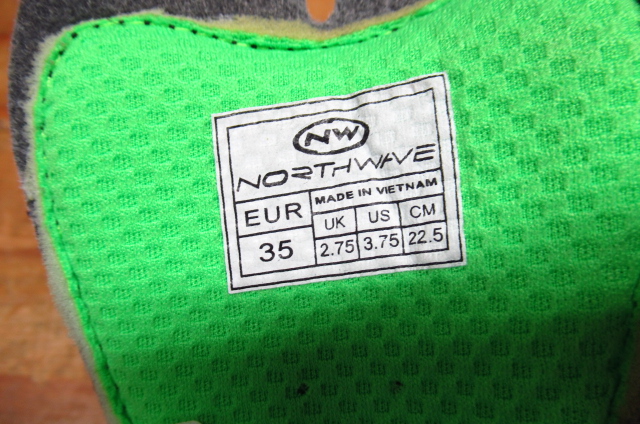 NW
NORTHWAVE
EUR MADE IN VIETNAM
UK US CM
35 2.75 3.75 22.5